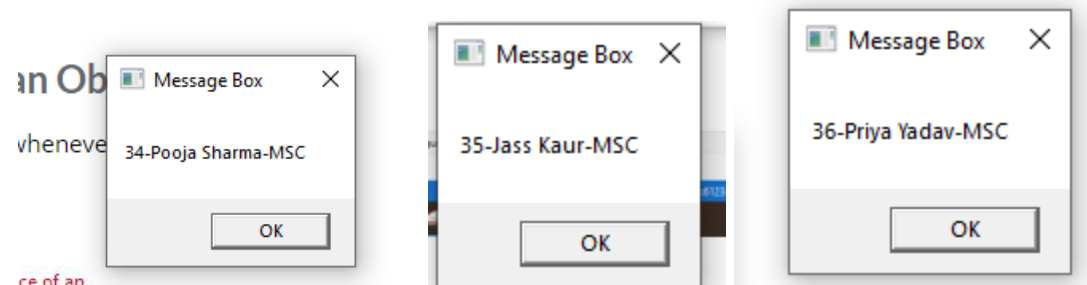 an Ob
wheneve
ce of an
Message Box
34-Pooja Sharma-MSC
OK
Message Box
35-Jass Kaur-MSC
OK
Message Box
36-Priya Yadav-MSC
OK